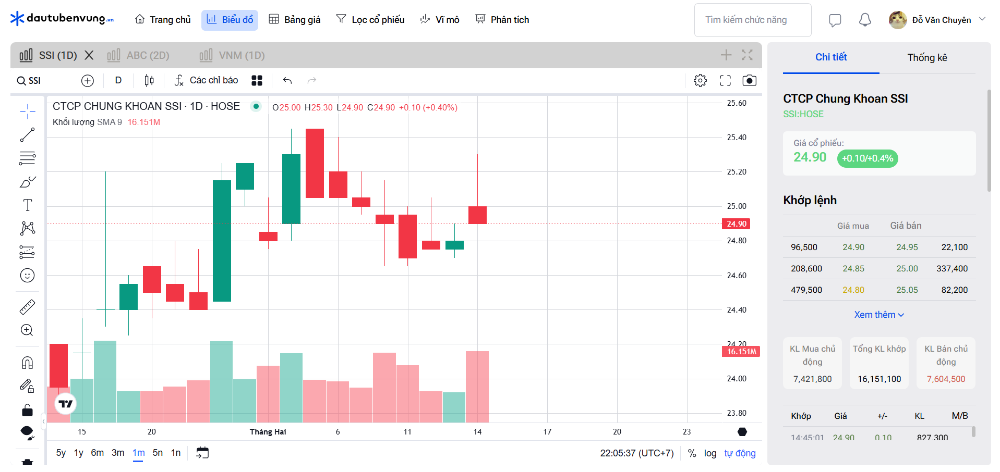 dautubenvung.vn
Trang chủ
Biểu đồ
Bảng giá
Lọc cổ phiếu
Vĩ mô
Phân tích
Tìm kiếm chức năng
Đỗ Văn Chuyên
SSI (1D)
ABC (2D)
VNM (1D)
SSI
D
Các chỉ báo
CTCP CHUNG KHOAN SSI · 1D · HOSE
O25.00 H25.30 L24.90 C24.90 +0.10 (+0.40%)
Khối lượng SMA 9 16.151M
25.60
25.40
25.20
25.00
24.90
24.80
24.60
24.40
24.20
16.151M
24.00
23.80
15 20 Tháng Hai 6 11 14 17 20 23
5y 1y 6m 3m 1m 5n 1n
22:05:37 (UTC+7) % log tự động
Chi tiết
Thống kê
CTCP Chung Khoan SSI
SSI:HOSE
Giá cổ phiếu:
24.90 +0.10/+0.4%
Khớp lệnh
Giá mua Giá bán
96,500 24.90 24.95 22,100
208,600 24.85 25.00 337,400
479,500 24.80 25.05 82,200
Xem thêm
KL Mua chủ động
7,421,800
Tổng KL khớp
16,151,100
KL Bán chủ động
7,604,500
Khớp Giá +/- KL M/B
14:45:01 24.90 0.10 827,300